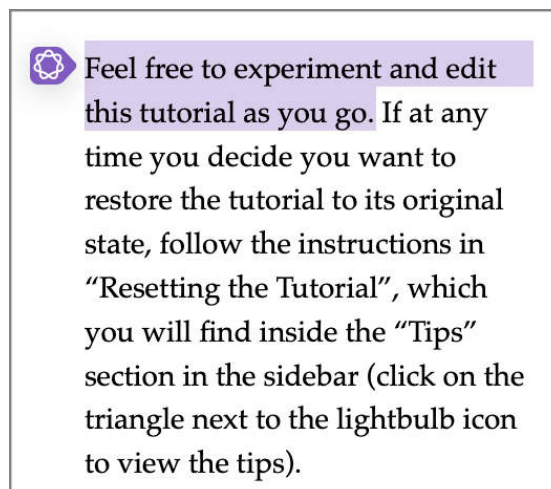 Feel free to experiment and edit
this tutorial as you go. If at any
time you decide you want to
restore the tutorial to its original
state, follow the instructions in
“Resetting the Tutorial”, which
you will find inside the “Tips”
section in the sidebar (click on the
triangle next to the lightbulb icon
to view the tips).